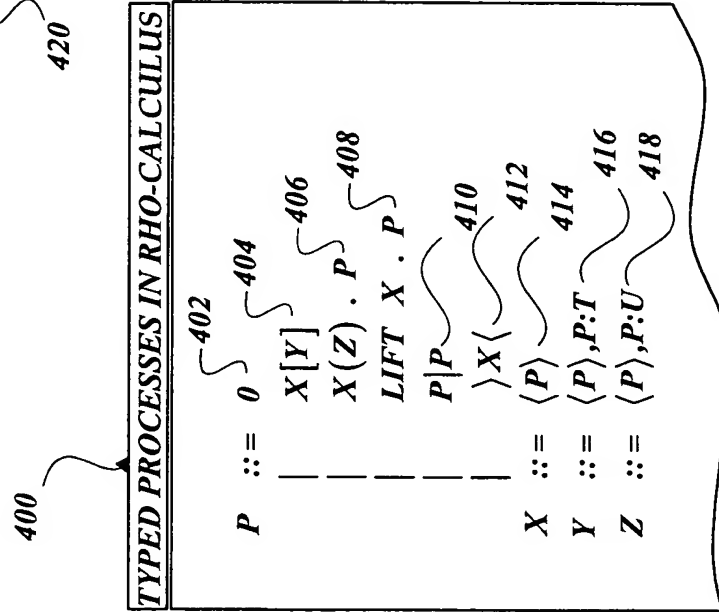 400
420
TYPED PROCESSES IN RHO-CALCULUS
P ::= 0 402
| X[Y] 404
| X(Z) . P 406
| LIFT X . P 408
| P|P 410
| 〉X〈 412
X ::= 〈P〉 414
Y ::= 〈P〉,P:T 416
Z ::= 〈P〉,P:U 418